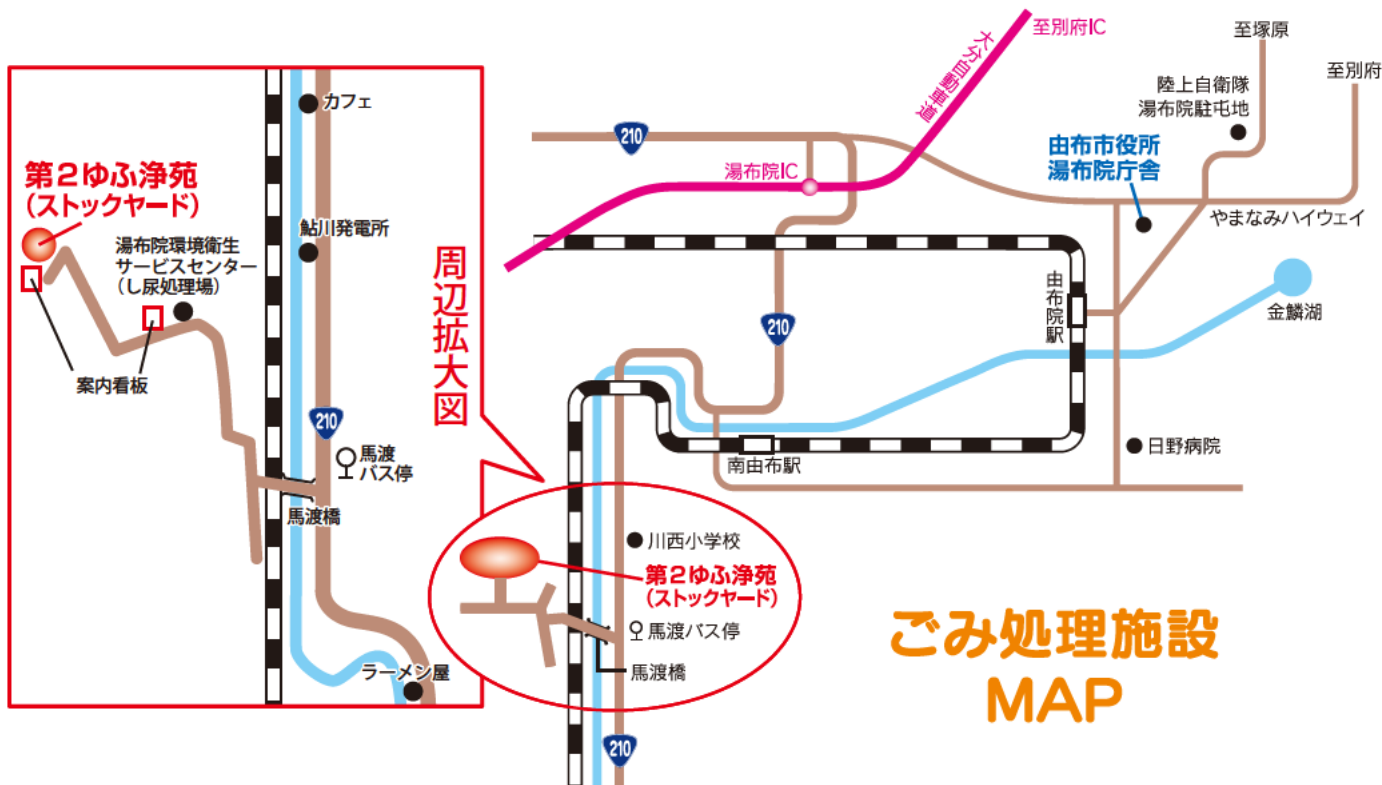 カフェ
第2ゆふ浄苑
(ストックヤード)
鮎川発電所
湯布院環境衛生
サービスセンター
(し尿処理場)
案内看板
210
馬渡
バス停
馬渡橋
ラーメン屋
周辺拡大図
至別府IC
大分自動車道
至塚原
至別府
陸上自衛隊
湯布院駐屯地
210
由布市役所
湯布院庁舎
湯布院IC
やまなみハイウェイ
由布院駅
金鱗湖
210
日野病院
南由布駅
川西小学校
第2ゆふ浄苑
(ストックヤード)
馬渡バス停
馬渡橋
210
ごみ処理施設
MAP